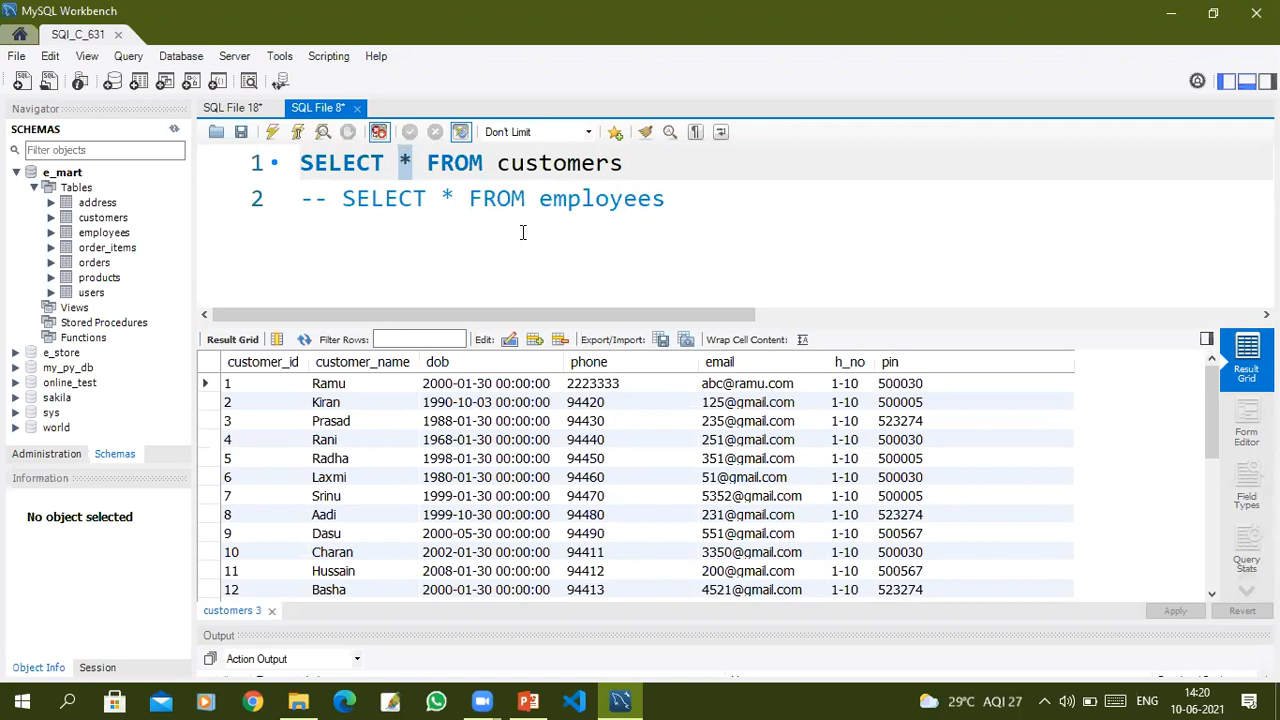 MySQL Workbench
SQl_C_631
File Edit View Query Database Server Tools Scripting Help
Navigator
SCHEMAS
Filter objects
e_mart
Tables
address
customers
employees
order_items
orders
products
users
Views
Stored Procedures
Functions
e_store
my_py_db
online_test
sakila
sys
world
Administration Schemas
Information
No object selected
Object Info Session
SQL File 18* SQL File 8*
Don't Limit
1 SELECT * FROM customers
2 -- SELECT * FROM employees
Result Grid Filter Rows: Edit: Export/Import: Wrap Cell Content:
customer_id customer_name dob phone email h_no pin
1 Ramu 2000-01-30 00:00:00 2223333 abc@ramu.com 1-10 500030
2 Kiran 1990-10-03 00:00:00 94420 125@gmail.com 1-10 500005
3 Prasad 1988-01-30 00:00:00 94430 235@gmail.com 1-10 523274
4 Rani 1968-01-30 00:00:00 94440 251@gmail.com 1-10 500030
5 Radha 1998-01-30 00:00:00 94450 351@gmail.com 1-10 500005
6 Laxmi 1980-01-30 00:00:00 94460 51@gmail.com 1-10 500030
7 Srinu 1999-01-30 00:00:00 94470 5352@gmail.com 1-10 500005
8 Aadi 1999-10-30 00:00:00 94480 231@gmail.com 1-10 523274
9 Dasu 2000-05-30 00:00:00 94490 551@gmail.com 1-10 500567
10 Charan 2002-01-30 00:00:00 94411 3350@gmail.com 1-10 500030
11 Hussain 2008-01-30 00:00:00 94412 200@gmail.com 1-10 500567
12 Basha 2000-01-30 00:00:00 94413 4521@gmail.com 1-10 523274
Result
Grid
Form
Editor
Field
Types
Query
Stats
customers 3
Apply Revert
Output
Action Output
29°C AQI 27
ENG
14:20
10-06-2021